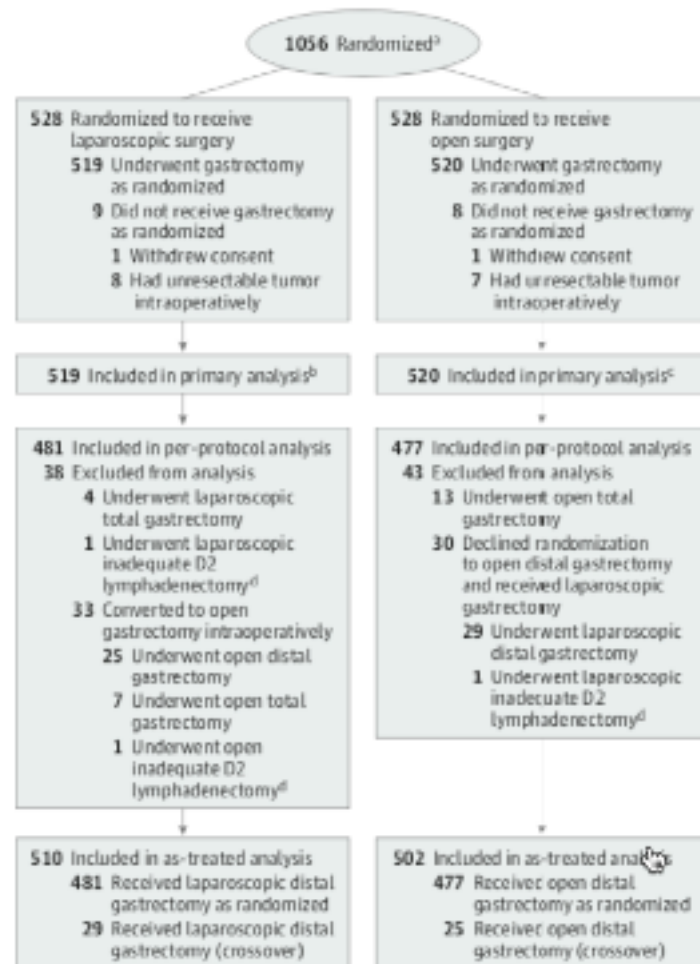 1056 Randomizedᵃ
528 Randomized to receive
laparoscopic surgery
519 Underwent gastrectomy
as randomized
9 Did not receive gastrectomy
as randomized
1 Withdrew consent
8 Had unresectable tumor
intraoperatively
528 Randomized to receive
open surgery
520 Underwent gastrectomy
as randomized
8 Did not receive gastrectomy
as randomized
1 Withdrew consent
7 Had unresectable tumor
intraoperatively
519 Included in primary analysisᵇ
520 Included in primary analysisᶜ
481 Included in per-protocol analysis
38 Excluded from analysis
4 Underwent laparoscopic
total gastrectomy
1 Underwent laparoscopic
inadequate D2
lymphadenectomyᵈ
33 Converted to open
gastrectomy intraoperatively
25 Underwent open distal
gastrectomy
7 Underwent open total
gastrectomy
1 Underwent open
inadequate D2
lymphadenectomyᵈ
477 Included in per-protocol analysis
43 Excluded from analysis
13 Underwent open total
gastrectomy
30 Declined randomization
to open distal gastrectomy
and received laparoscopic
gastrectomy
29 Underwent laparoscopic
distal gastrectomy
1 Underwent laparoscopic
inadequate D2
lymphadenectomyᵈ
510 Included in as-treated analysis
481 Received laparoscopic distal
gastrectomy as randomized
29 Received laparoscopic distal
gastrectomy (crossover)
502 Included in as-treated analysis
477 Received open distal
gastrectomy as randomized
25 Received open distal
gastrectomy (crossover)